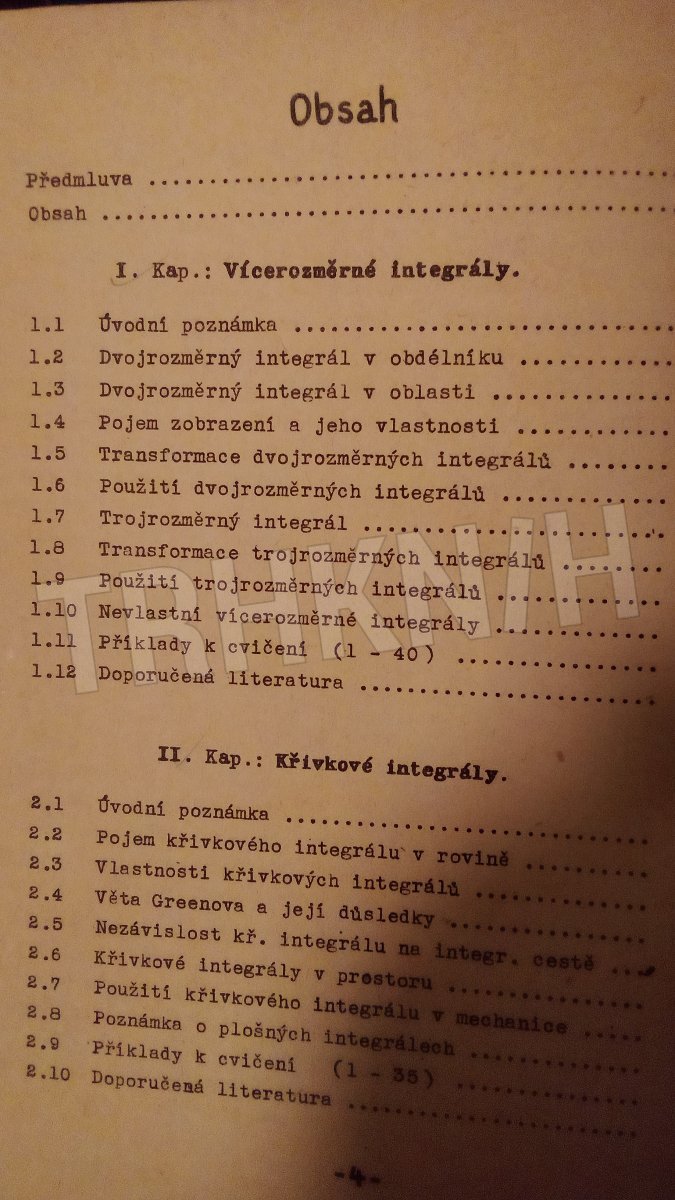 Obsah
Předmluva ............................................
Obsah ................................................
I. Kap.: Vícerozměrné integrály.
1.1 Úvodní poznámka ................................
1.2 Dvojrozměrný integrál v obdélníku .............
1.3 Dvojrozměrný integrál v oblasti ...............
1.4 Pojem zobrazení a jeho vlastnosti .............
1.5 Transformace dvojrozměrných integrálů ........
1.6 Použití dvojrozměrných integrálů .............
1.7 Trojrozměrný integrál .........................
1.8 Transformace trojrozměrných integrálů ........
1.9 Použití trojrozměrných integrálů .............
1.10 Nevlastní vícerozměrné integrály ............
1.11 Příklady k cvičení (1 - 40) .................
1.12 Doporučená literatura ........................
II. Kap.: Křivkové integrály.
2.1 Úvodní poznámka ..............................
2.2 Pojem křivkového integrálu v rovině ..........
2.3 Vlastnosti křivkových integrálů ..............
2.4 Věta Greenova a její důsledky ................
2.5 Nezávislost kř. integrálu na integr. cestě ....
2.6 Křivkové integrály v prostoru ................
2.7 Použití křivkového integrálu v mechanice .....
2.8 Poznámka o plošných integrálech ..............
2.9 Příklady k cvičení (1 - 35) ..................
2.10 Doporučená literatura .......................
-4-
TRHKNIH